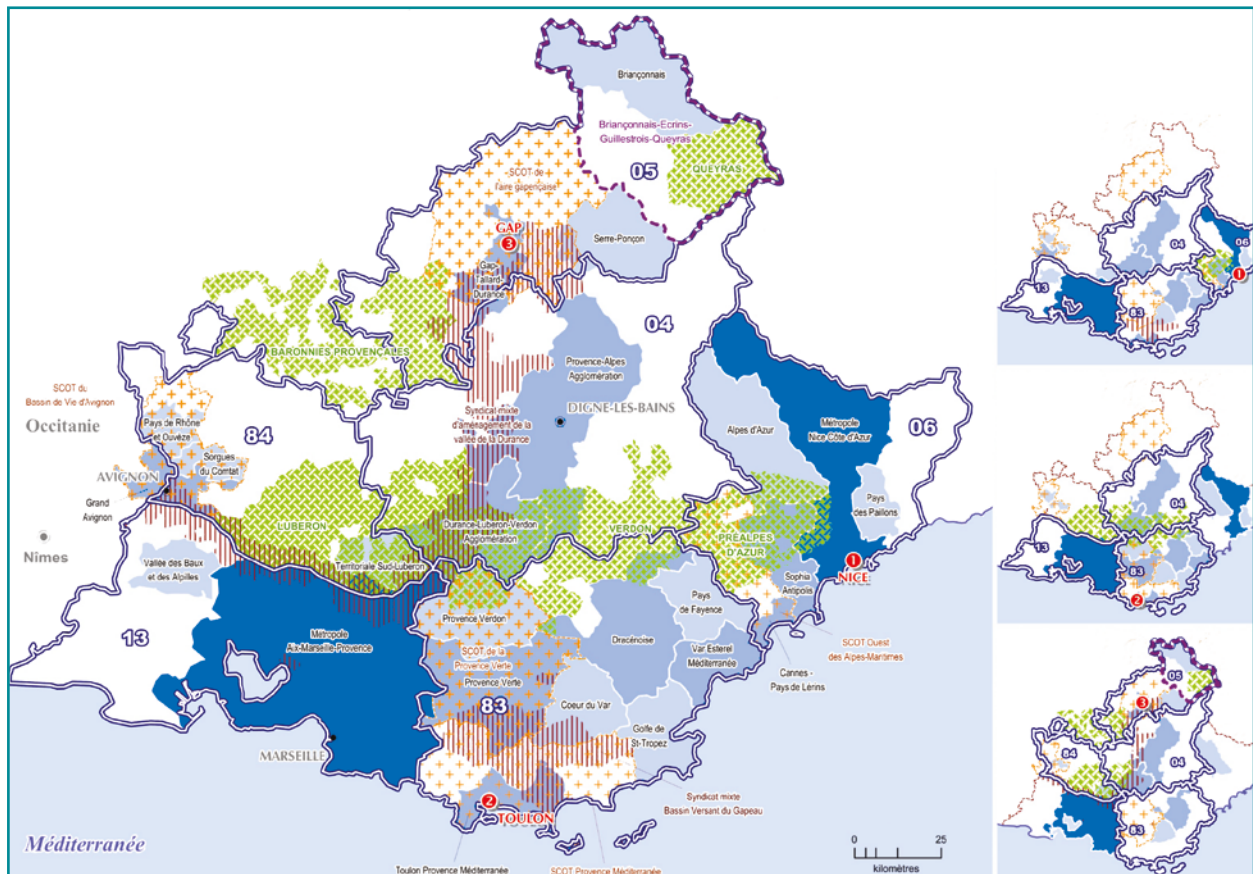 Briançonnais
Briançonnais-Ecrins-
Guillestrois-Queyras
QUEYRAS
05
SCOT de
l'aire gapençaise
GAP
3
Gap-
Tallard-
Durance
Serre-Ponçon
04
BARONNIES PROVENÇALES
Provence-Alpes
Agglomération
DIGNE-LES-BAINS
Syndicat mixte
d'aménagement de la
vallée de la Durance
SCOT du
Bassin de Vie d'Avignon
Occitanie
Pays de Rhône
et Ouvèze
84
Sorgues
du Comtat
AVIGNON
Grand
Avignon
Nîmes
LUBERON
Durance-Luberon-Verdon
Agglomération
VERDON
Territoriale Sud-Luberon
Vallée des Baux
et des Alpilles
Alpes d'Azur
Métropole
Nice Côte d'Azur
06
Pays
des Paillons
PRÉALPES
D'AZUR
1
NICE
Sophia
Antipolis
Pays
de Fayence
Provence Verdon
Dracénoise
Var Esterel
Méditerranée
SCOT Ouest
des Alpes-Maritimes
Cannes -
Pays de Lérins
13
Métropole
Aix-Marseille-Provence
SCOT de la
Provence Verte
Provence Verte
83
Coeur du Var
Golfe de
St-Tropez
MARSEILLE
Syndicat mixte
Bassin Versant du Gapeau
2
TOULON
Méditerranée
Toulon Provence Méditerranée
SCOT Provence Méditerranée
0 25
kilomètres
04
06
13
1
83
04
13
83
2
05
3
84
04
83